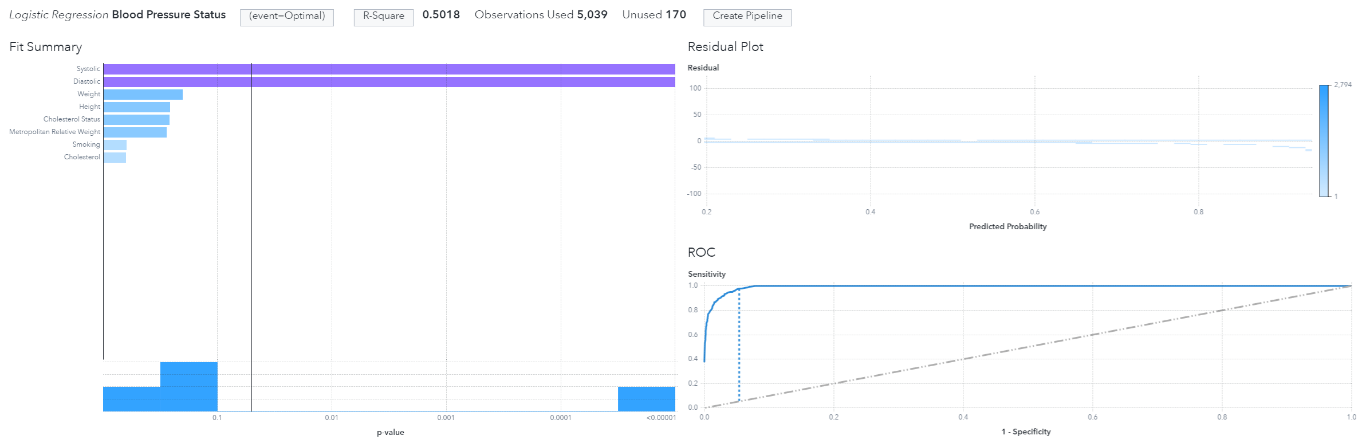 Logistic Regression Blood Pressure Status (event=Optimal) R-Square 0.5018 Observations Used 5,039 Unused 170 Create Pipeline
Fit Summary
Systolic
Diastolic
Weight
Height
Cholesterol Status
Metropolitan Relative Weight
Smoking
Cholesterol
0.1 0.01 0.001 0.0001 <0.00001
p-value
Residual Plot
Residual
100
50
0
-50
-100
0.2 0.4 0.6 0.8
Predicted Probability
2,794
1
ROC
Sensitivity
1.0
0.8
0.6
0.4
0.2
0.0
0.0 0.2 0.4 0.6 0.8 1.0
1 - Specificity